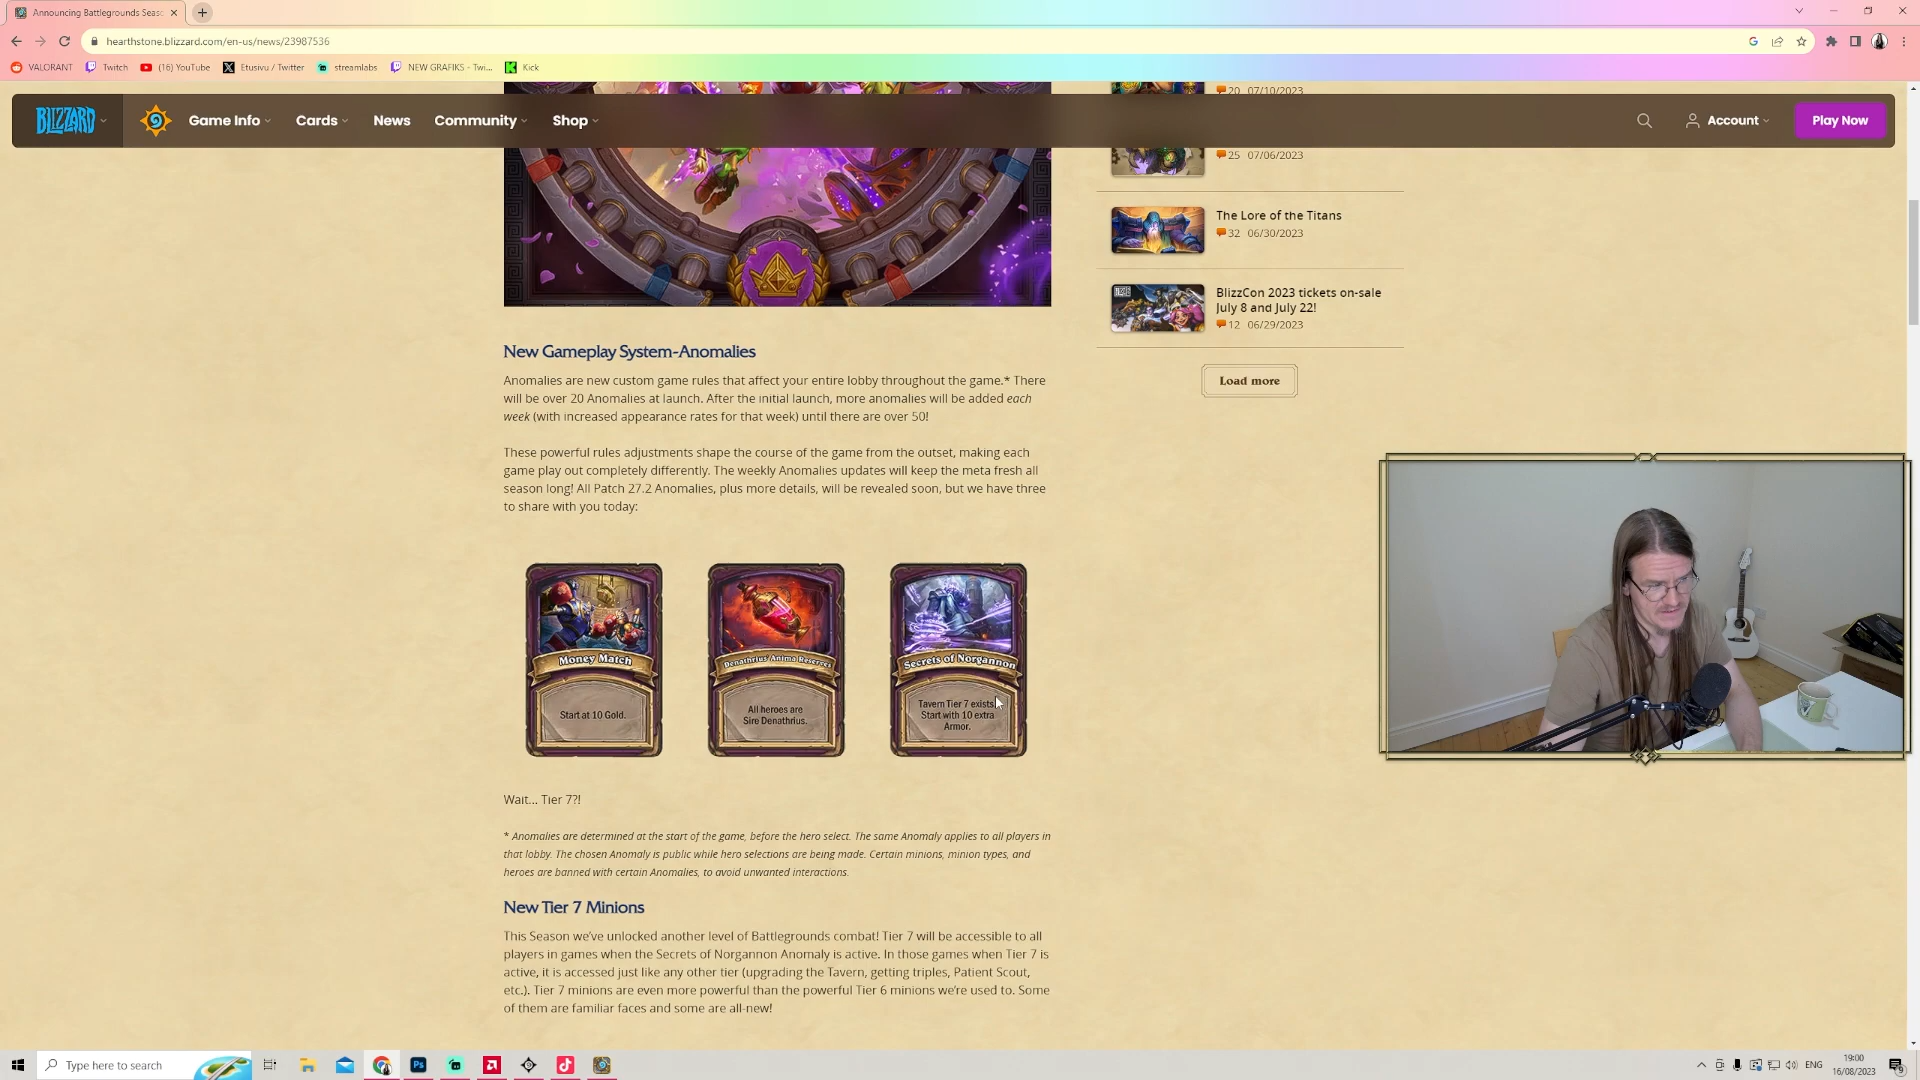 Announcing Battlegrounds Seas
hearthstone.blizzard.com/en-us/news/23987536
VALORANT
Twitch
(16) YouTube
Etusivu / Twitter
streamlabs
NEW GRAFIKS - Twi...
Kick
BLIZZARD
Game Info
Cards
News
Community
Shop
Account
Play Now
20 07/10/2023
25 07/06/2023
The Lore of the Titans
32 06/30/2023
BlizzCon 2023 tickets on-sale
July 8 and July 22!
12 06/29/2023
Load more
New Gameplay System-Anomalies
Anomalies are new custom game rules that affect your entire lobby throughout the game.* There
will be over 20 Anomalies at launch. After the initial launch, more anomalies will be added each
week (with increased appearance rates for that week) until there are over 50!
These powerful rules adjustments shape the course of the game from the outset, making each
game play out completely differently. The weekly Anomalies updates will keep the meta fresh all
season long! All Patch 27.2 Anomalies, plus more details, will be revealed soon, but we have three
to share with you today:
Money Match
Start at 10 Gold.
Denathrius' Anima Reserves
All heroes are
Sire Denathrius.
Secrets of Norgannon
Tavern Tier 7 exists.
Start with 10 extra
Armor.
Wait... Tier 7?!
* Anomalies are determined at the start of the game, before the hero select. The same Anomaly applies to all players in
that lobby. The chosen Anomaly is public while hero selections are being made. Certain minions, minion types, and
heroes are banned with certain Anomalies, to avoid unwanted interactions.
New Tier 7 Minions
This Season we've unlocked another level of Battlegrounds combat! Tier 7 will be accessible to all
players in games when the Secrets of Norgannon Anomaly is active. In those games when Tier 7 is
active, it is accessed just like any other tier (upgrading the Tavern, getting triples, Patient Scout,
etc.). Tier 7 minions are even more powerful than the powerful Tier 6 minions we're used to. Some
of them are familiar faces and some are all-new!
Type here to search
Ps
ENG
19:00
16/08/2023